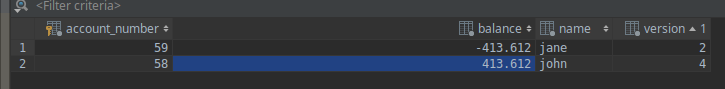 <Filter criteria>
account_number balance name version 1
1 59 -413.612 jane 2
2 58 413.612 john 4